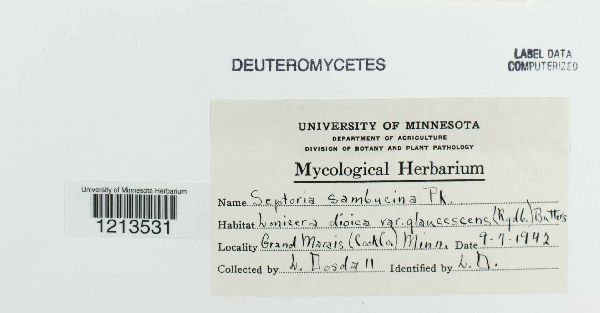 DEUTEROMYCETES
LABEL DATA
COMPUTERIZED
UNIVERSITY OF MINNESOTA
DEPARTMENT OF AGRICULTURE
DIVISION OF BOTANY AND PLANT PATHOLOGY
Mycological Herbarium
Name Septoria sambucina Pk.
Habitat Lonizera dioica var. glaucescens (Rydb.) Butters
Locality Grand Marais (Cook Co.) Minn. Date 9-7-1942
Collected by L. Dosdall Identified by L. D.
University of Minnesota Herbarium
1213531